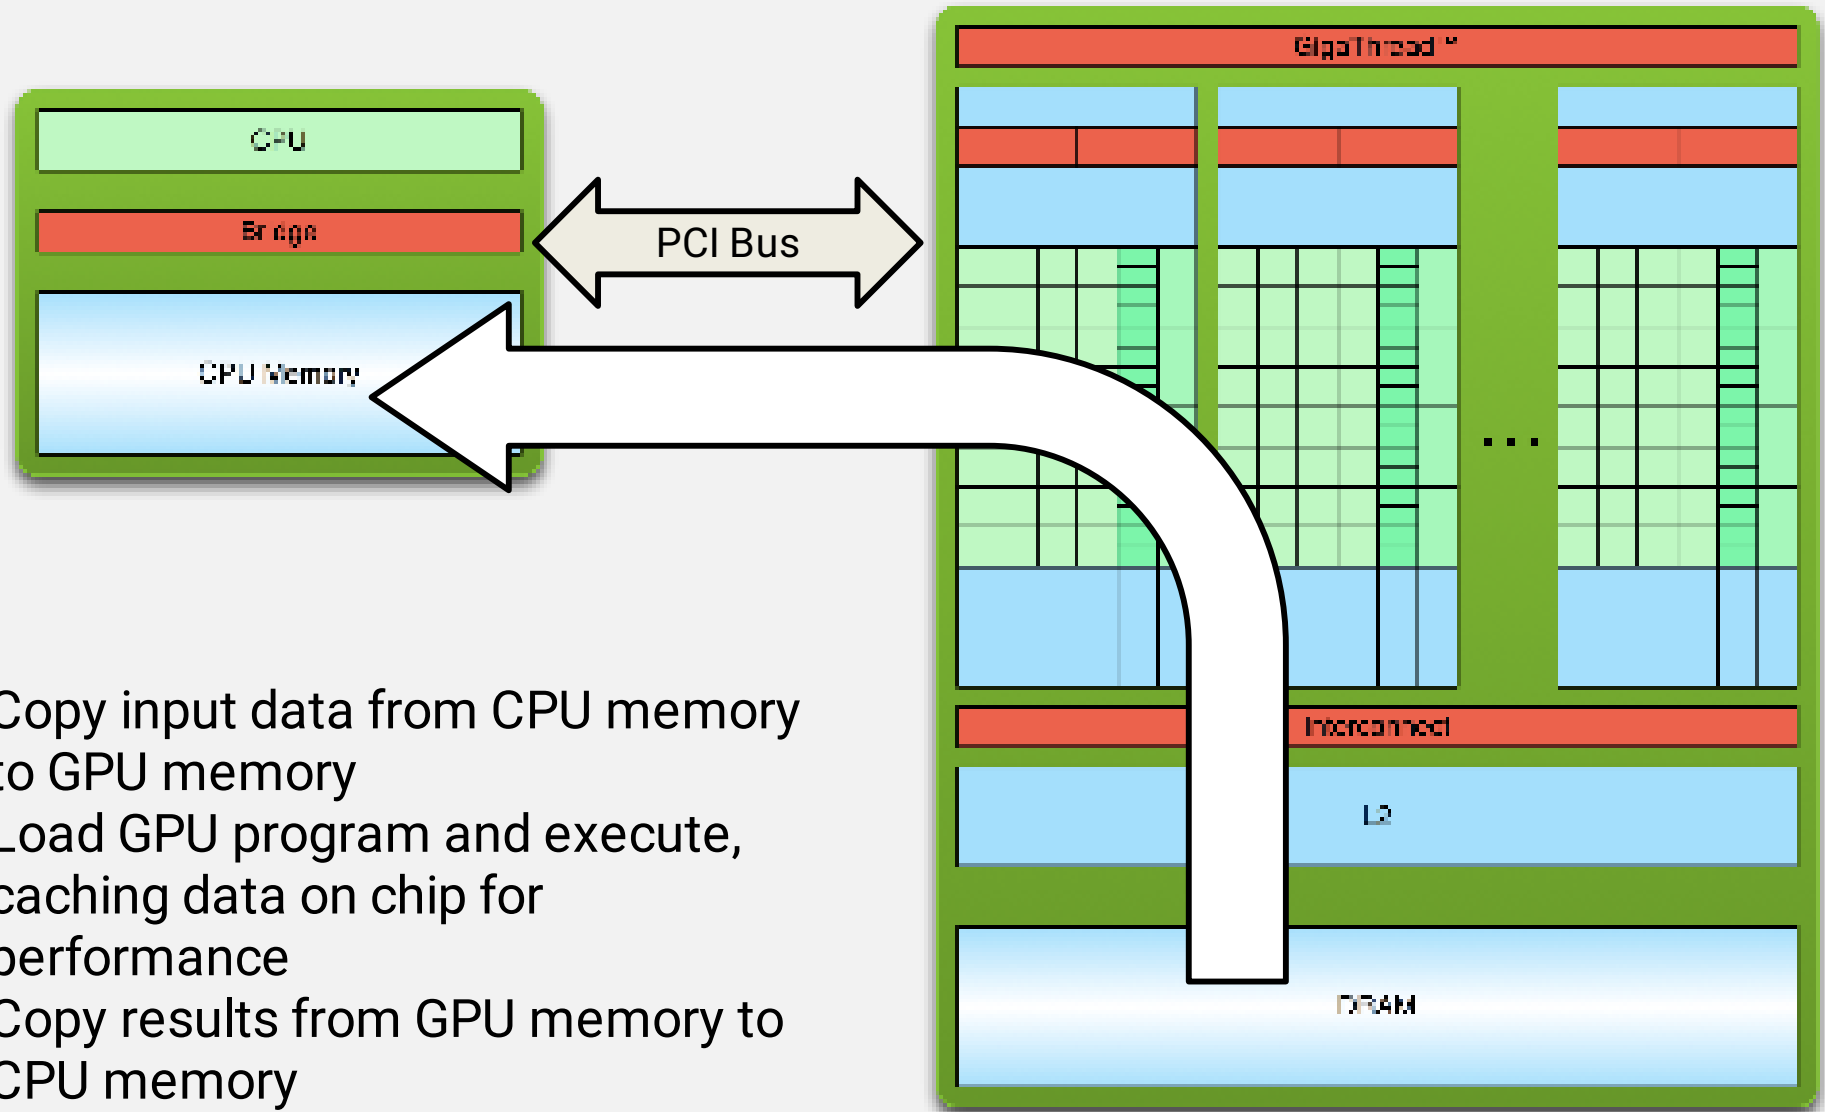 GigaThread™
CPU
Bridge
PCI Bus
CPU Memory
...
Copy input data from CPU memory
to GPU memory
Load GPU program and execute,
caching data on chip for
performance
Copy results from GPU memory to
CPU memory
Interconnect
L2
DRAM